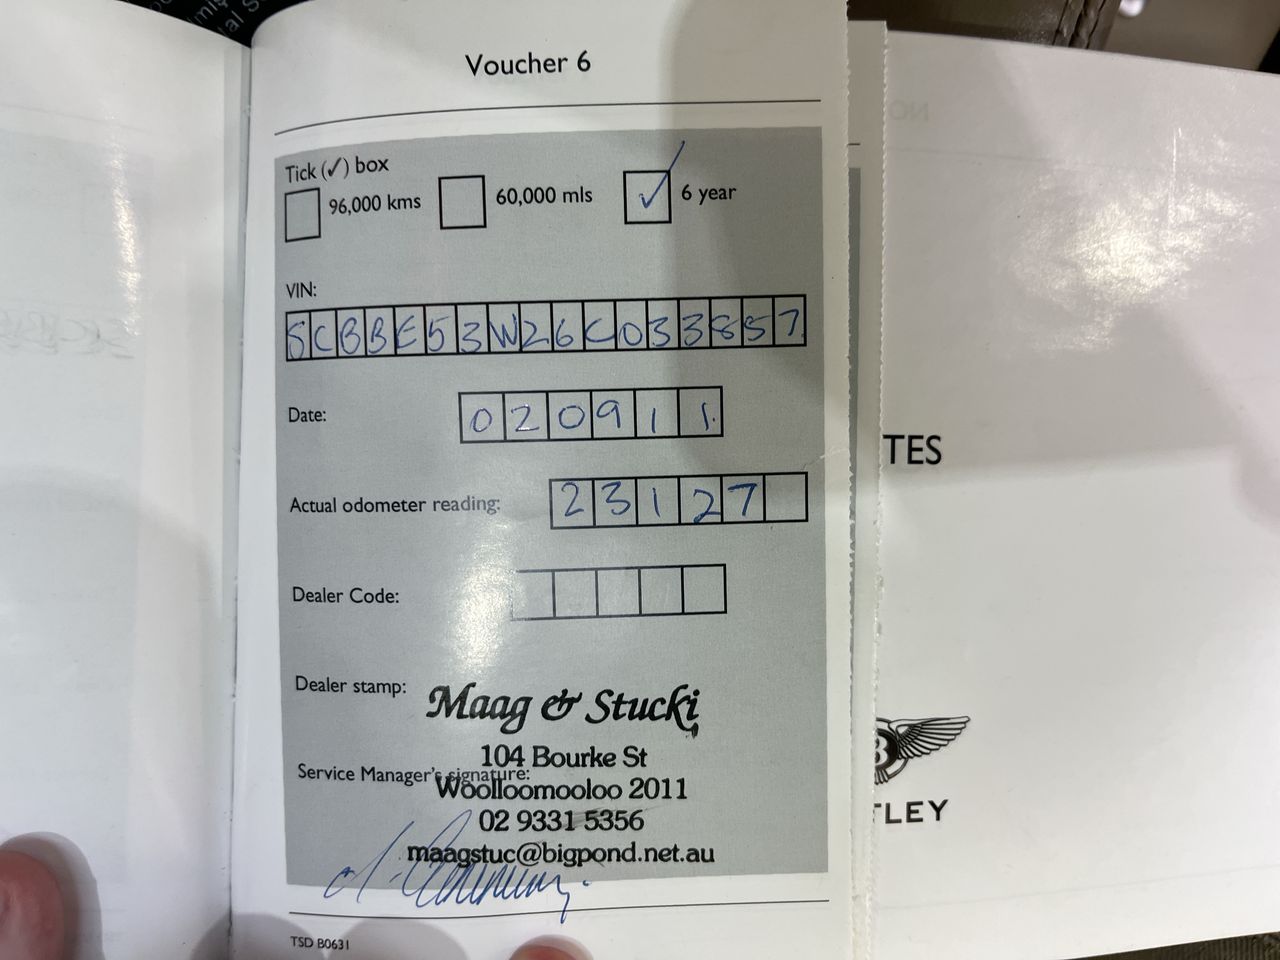 Voucher 6
Tick (✓) box
96,000 kms 60,000 mls ✓ 6 year
VIN:
SCBBE53W26C033857
Date:
020911
Actual odometer reading:
23127
Dealer Code:
Dealer stamp:
Maag & Stucki
104 Bourke St
Service Manager's signature:
Woolloomooloo 2011
02 9331 5356
maagstuc@bigpond.net.au
TSD B0631
TES
TLEY